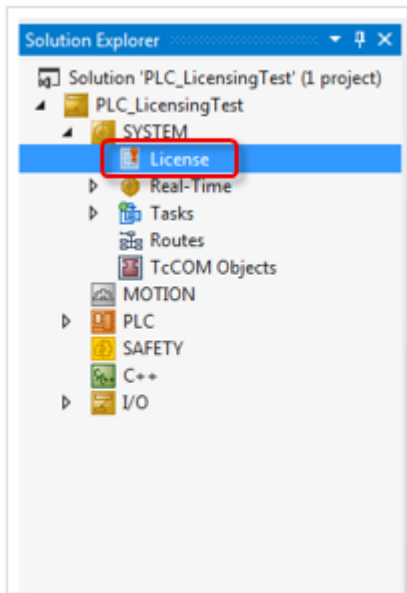 Solution Explorer
Solution 'PLC_LicensingTest' (1 project)
PLC_LicensingTest
SYSTEM
License
Real-Time
Tasks
Routes
TcCOM Objects
MOTION
PLC
SAFETY
C++
I/O